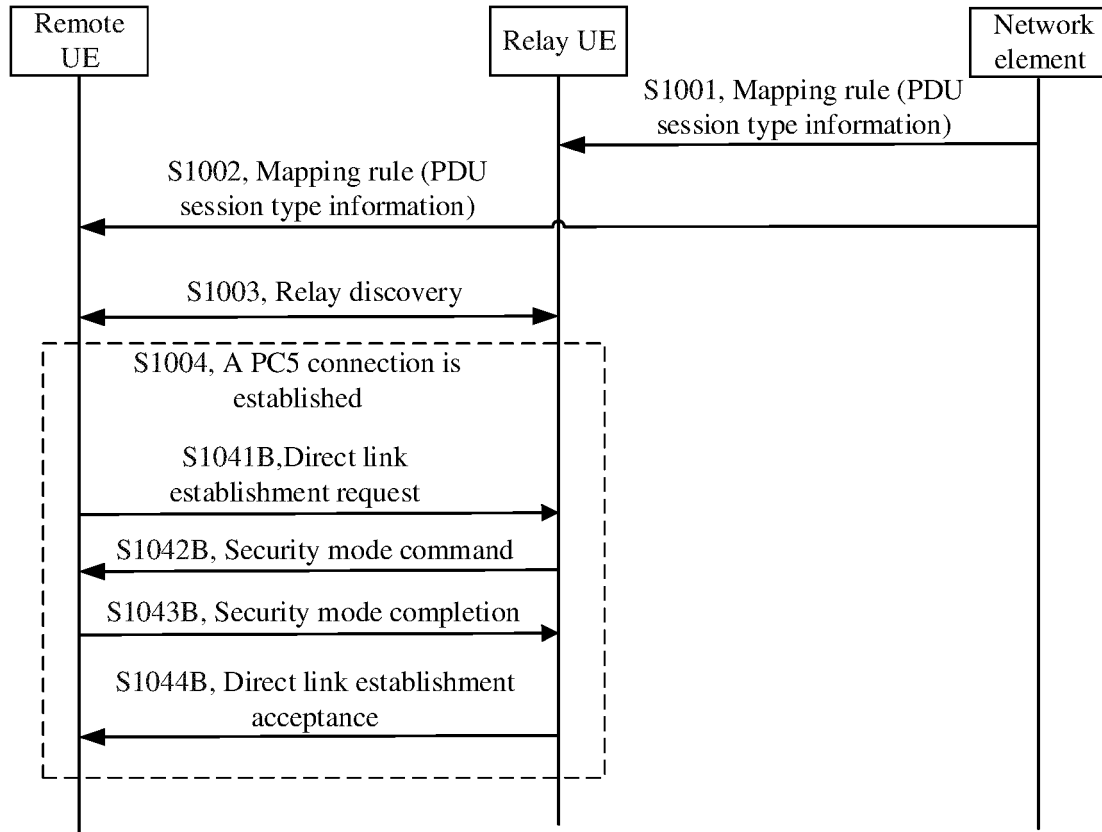 Remote
UE
Relay UE
Network
element
S1001, Mapping rule (PDU
session type information)
S1002, Mapping rule (PDU
session type information)
S1003, Relay discovery
S1004, A PC5 connection is
established
S1041B,Direct link
establishment request
S1042B, Security mode command
S1043B, Security mode completion
S1044B, Direct link establishment
acceptance